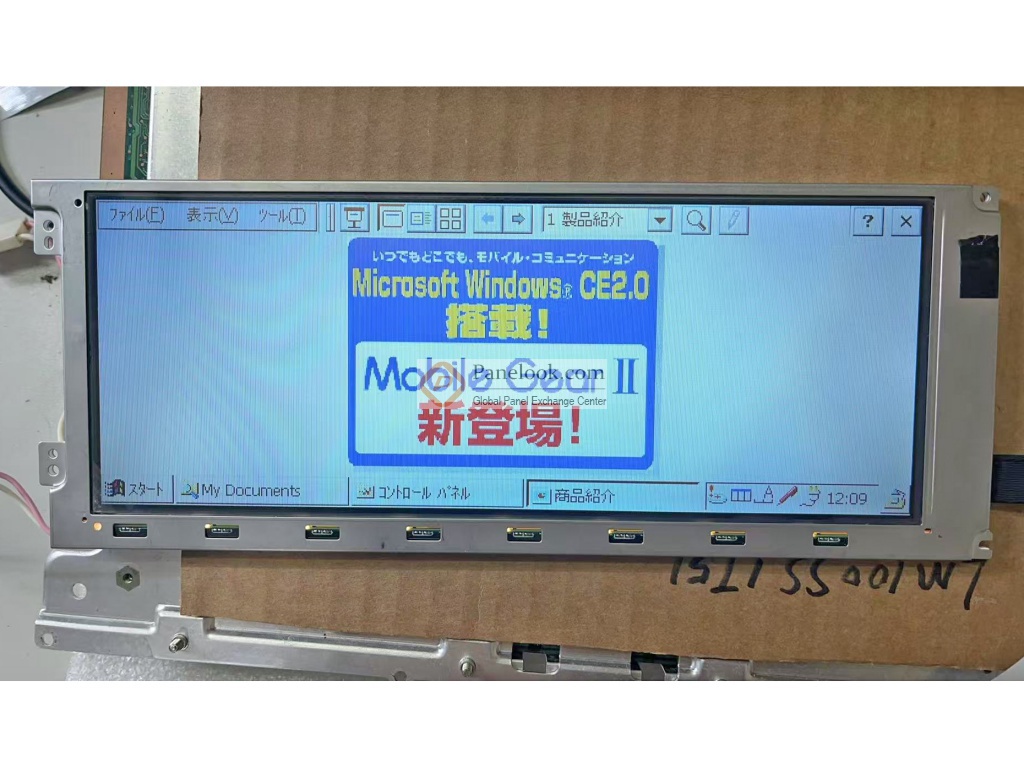 ファイル(F) 表示(V) ツール(T) 1 製品紹介 ? ×
いつでもどこでも、モバイル・コミュニケーション
Microsoft Windows® CE2.0
搭載!
Mobile Gear II
Panelook.com
Global Panel Exchange Center
新登場!
スタート My Documents コントロール パネル 商品紹介 A 12:09
LM100SS1T51